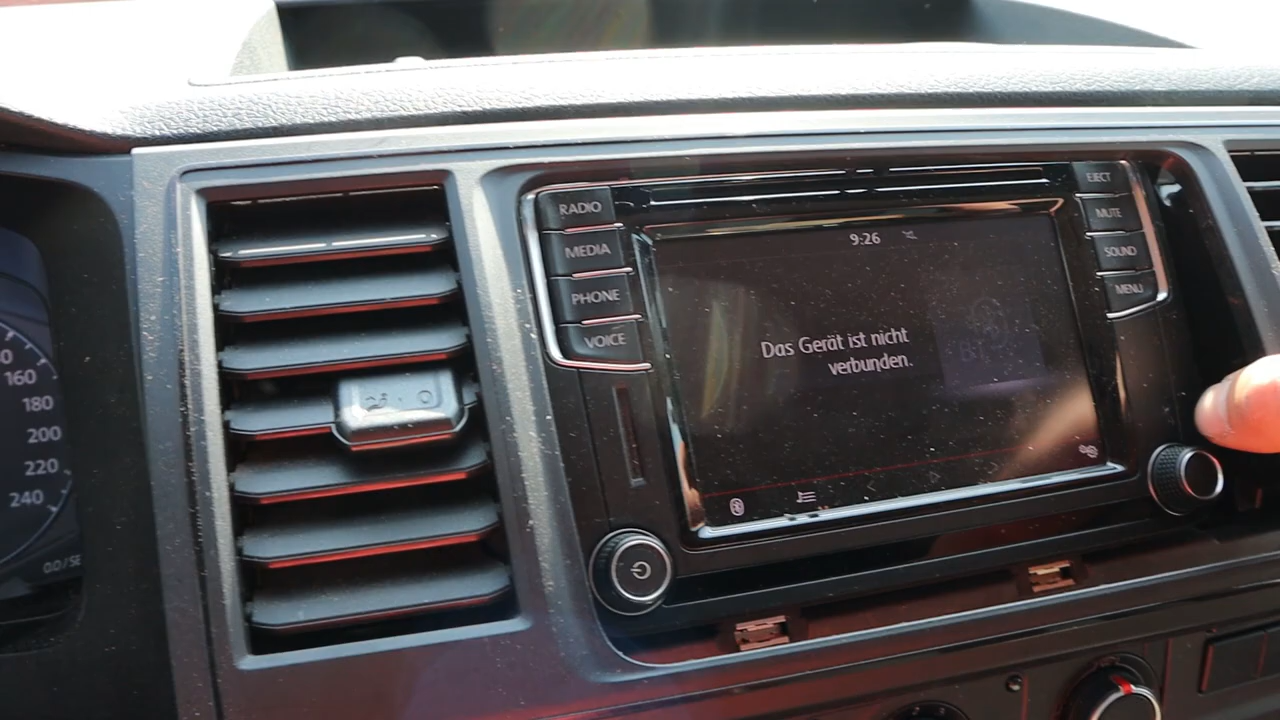 RADIO
MEDIA
PHONE
VOICE
EJECT
MUTE
SOUND
MENU
9:26
Das Gerät ist nicht
verbunden.
160
180
200
220
240